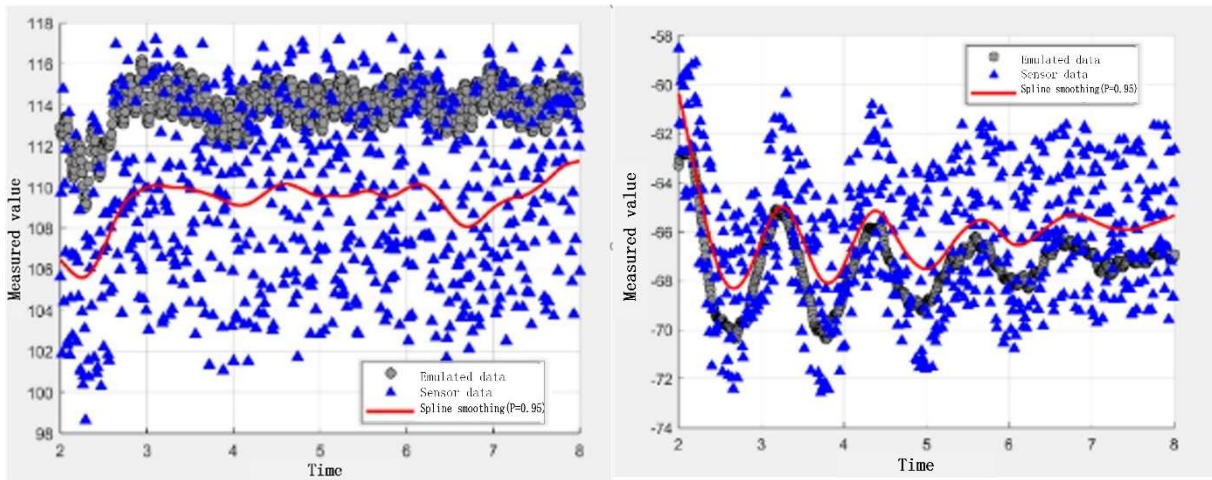 118
116
114
112
110
108
106
104
102
100
98
Measured value
2 3 4 5 6 7 8
Time
Emulated data
Sensor data
Spline smoothing(P=0.95)
-58
-60
-62
-64
-66
-68
-70
-72
-74
Measured value
2 3 4 5 6 7 8
Time
Emulated data
Sensor data
Spline smoothing(P=0.95)